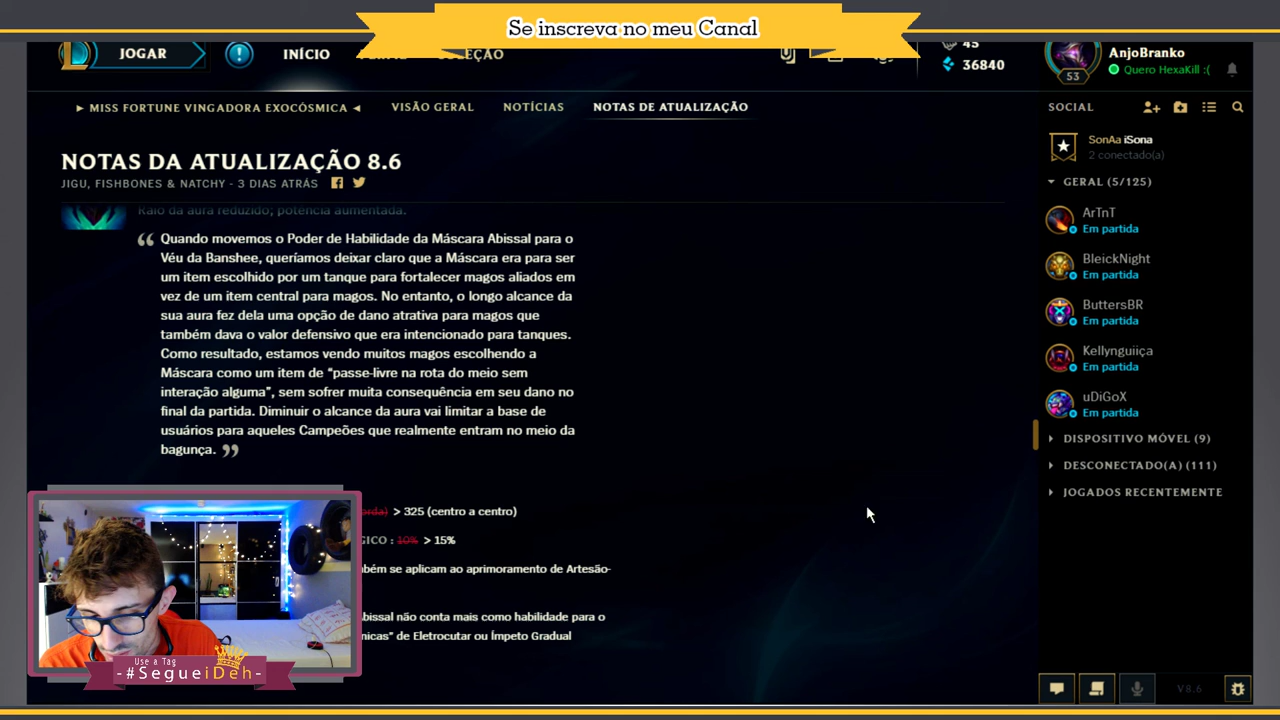 Se inscreva no meu Canal
JOGAR
INÍCIO
COLEÇÃO
45
36840
AnjoBranko
Quero HexaKill :(
53
► MISS FORTUNE VINGADORA EXOCÓSMICA ◄
VISÃO GERAL
NOTÍCIAS
NOTAS DE ATUALIZAÇÃO
SOCIAL
NOTAS DA ATUALIZAÇÃO 8.6
JIGU, FISHBONES & NATCHY - 3 DIAS ATRÁS
SonAa iSona
2 conectado(a)
GERAL (5/125)
ArTnT
Em partida
BleickNight
Em partida
ButtersBR
Em partida
Kellynguiiça
Em partida
uDiGoX
Em partida
DISPOSITIVO MÓVEL (9)
DESCONECTADO(A) (111)
JOGADOS RECENTEMENTE
Raio da aura reduzido; potência aumentada.
“ Quando movemos o Poder de Habilidade da Máscara Abissal para o
Véu da Banshee, queríamos deixar claro que a Máscara era para ser
um item escolhido por um tanque para fortalecer magos aliados em
vez de um item central para magos. No entanto, o longo alcance da
sua aura fez dela uma opção de dano atrativa para magos que
também dava o valor defensivo que era intencionado para tanques.
Como resultado, estamos vendo muitos magos escolhendo a
Máscara como um item de “passe-livre na rota do meio sem
interação alguma”, sem sofrer muita consequência em seu dano no
final da partida. Diminuir o alcance da aura vai limitar a base de
usuários para aqueles Campeões que realmente entram no meio da
bagunça. ”
orda) > 325 (centro a centro)
GICO : 10% > 15%
mbém se aplicam ao aprimoramento de Artesão-
Abissal não conta mais como habilidade para o
nicas” de Eletrocutar ou Ímpeto Gradual
Use a Tag
-#SegueiDeh-
V8.6